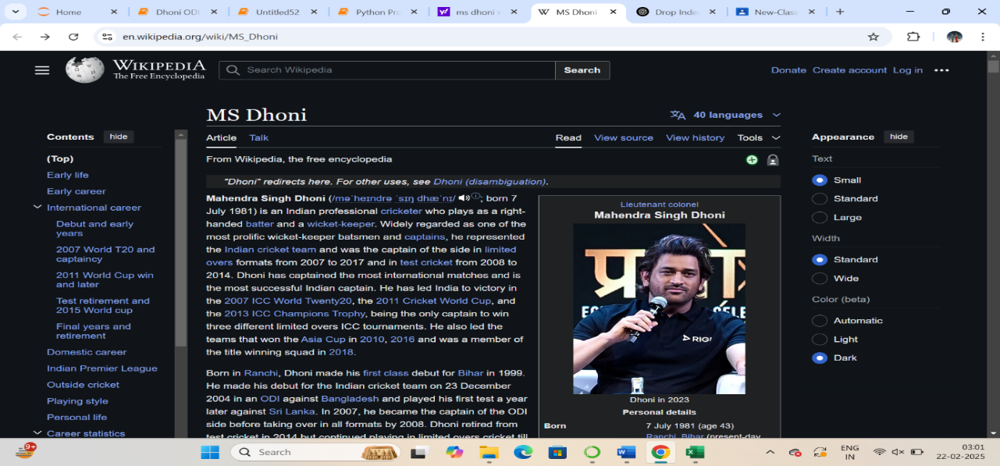 Home
Dhoni ODI
Untitled52
Python Pro
ms dhoni w
MS Dhoni
Drop Inde
New-Clas
en.wikipedia.org/wiki/MS_Dhoni
WIKIPEDIA
The Free Encyclopedia
Search Wikipedia
Search
Donate Create account Log in
MS Dhoni
40 languages
Article Talk
Read View source View history Tools
From Wikipedia, the free encyclopedia
"Dhoni" redirects here. For other uses, see Dhoni (disambiguation).
Contents hide
(Top)
Early life
Early career
International career
Debut and early
years
2007 World T20 and
captaincy
2011 World Cup win
and later
Test retirement and
2015 World cup
Final years and
retirement
Domestic career
Indian Premier League
Outside cricket
Playing style
Personal life
Career statistics
Mahendra Singh Dhoni (/məˈheɪndrə ˈsɪŋ dhæˈnɪ/ ; born 7
July 1981) is an Indian professional cricketer who plays as a right-
handed batter and a wicket-keeper. Widely regarded as one of the
most prolific wicket-keeper batsmen and captains, he represented
the Indian cricket team and was the captain of the side in limited
overs formats from 2007 to 2017 and in test cricket from 2008 to
2014. Dhoni has captained the most international matches and is
the most successful Indian captain. He has led India to victory in
the 2007 ICC World Twenty20, the 2011 Cricket World Cup, and
the 2013 ICC Champions Trophy, being the only captain to win
three different limited overs ICC tournaments. He also led the
teams that won the Asia Cup in 2010, 2016 and was a member of
the title winning squad in 2018.
Born in Ranchi, Dhoni made his first class debut for Bihar in 1999.
He made his debut for the Indian cricket team on 23 December
2004 in an ODI against Bangladesh and played his first test a year
later against Sri Lanka. In 2007, he became the captain of the ODI
side before taking over in all formats by 2008. Dhoni retired from
test cricket in 2014 but continued playing in limited overs cricket till
Lieutenant colonel
Mahendra Singh Dhoni
RIGI
Dhoni in 2023
Personal details
Born 7 July 1981 (age 43)
Ranchi, Bihar (present-day
Appearance hide
Text
Small
Standard
Large
Width
Standard
Wide
Color (beta)
Automatic
Light
Dark
9+
Search
ENG
IN
03:01
22-02-2025